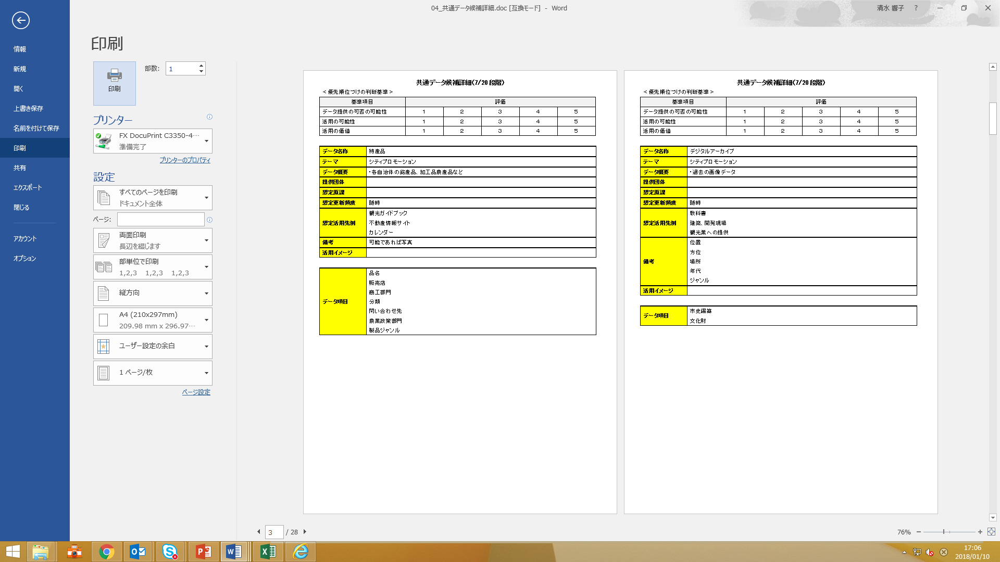 04_共通データ候補詳細.doc [互換モード] - Word
清水 響子
?
情報
新規
開く
上書き保存
名前を付けて保存
印刷
共有
エクスポート
閉じる
アカウント
オプション
印刷
印刷
部数: 1
プリンター
FX DocuPrint C3350-4…
準備完了
プリンターのプロパティ
設定
すべてのページを印刷
ドキュメント全体
ページ:
両面印刷
長辺を綴じます
部単位で印刷
1,2,3 1,2,3 1,2,3
縦方向
A4 (210x297mm)
209.98 mm x 296.97…
ユーザー設定の余白
1 ページ/枚
ページ設定
共通データ候補詳細(7/20 段階)
<優先順位づけの判断基準>
基準項目 評価
データ提供の可否の可能性 1 2 3 4 5
活用の可能性 1 2 3 4 5
活用の価値 1 2 3 4 5
データ名称 特産品
テーマ シティプロモーション
データ概要 ・各自治体の銘産品、加工品農産品など
提供団体
想定原課
想定更新頻度 随時
想定活用先例 観光ガイドブック
不動産情報サイト
カレンダー
備考 可能であれば写真
活用イメージ
データ項目 品名
販売店
商工部門
分類
問い合わせ先
農業政策部門
製品ジャンル
共通データ候補詳細(7/20 段階)
<優先順位づけの判断基準>
基準項目 評価
データ提供の可否の可能性 1 2 3 4 5
活用の可能性 1 2 3 4 5
活用の価値 1 2 3 4 5
データ名称 デジタルアーカイブ
テーマ シティプロモーション
データ概要 ・過去の画像データ
提供団体
想定原課
想定更新頻度 随時
想定活用先例 教科書
建築、開発現場
観光業への提供
備考 位置
方位
場所
年代
ジャンル
活用イメージ
データ項目 市史編纂
文化財
3 / 28
76%
17:06
2018/01/10